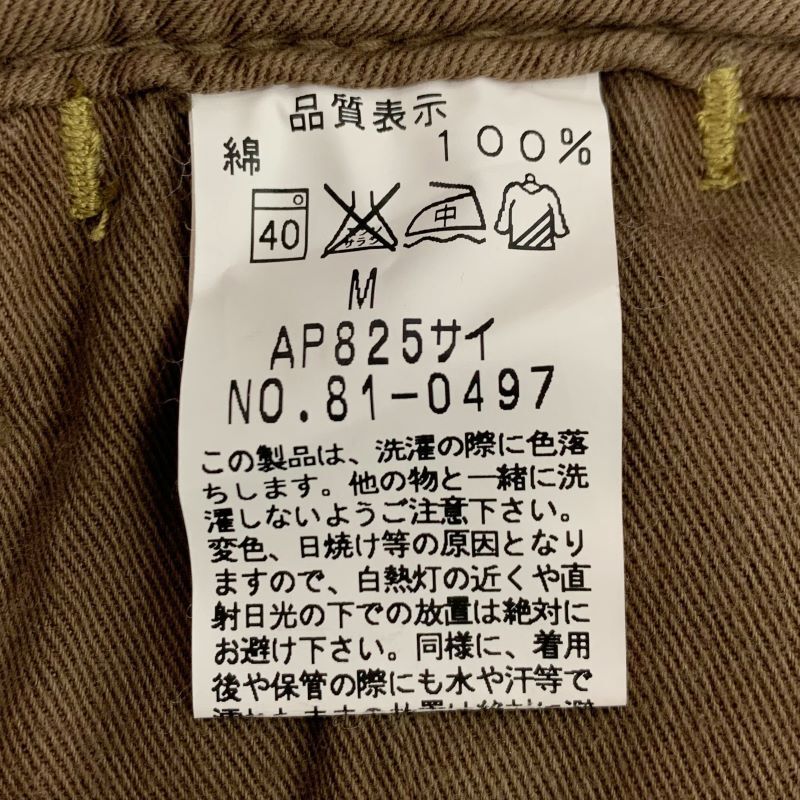 品質表示
綿 100%
40 エンソ サラシ 中
M
AP825サイ
NO.81-0497
この製品は、洗濯の際に色落
ちします。他の物と一緒に洗
濯しないようご注意下さい。
変色、日焼け等の原因となり
ますので、白熱灯の近くや直
射日光の下での放置は絶対に
お避け下さい。同様に、着用
後や保管の際にも水や汗等で